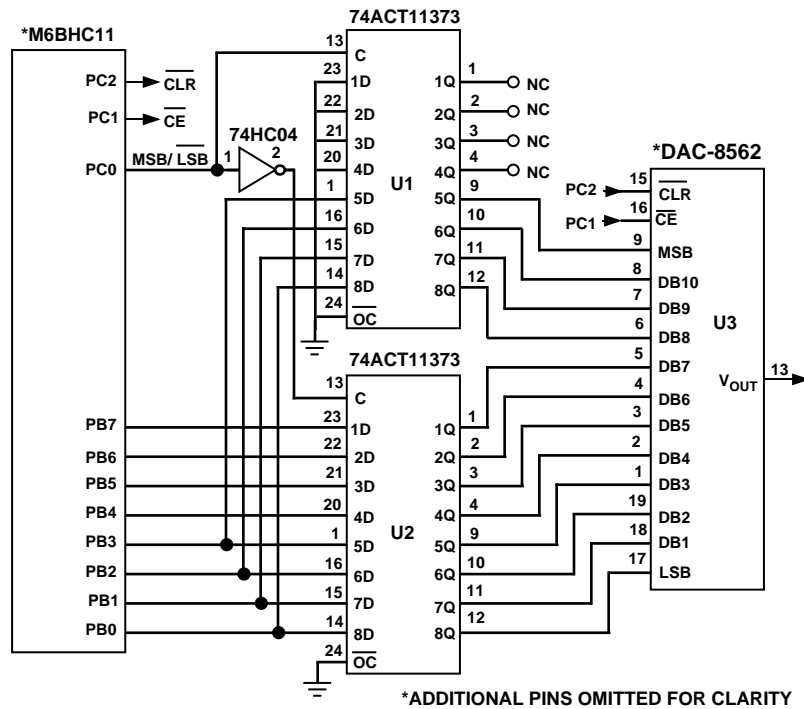 *M6BHC11
PC2
CLR
PC1
CE
PC0
MSB/ LSB
74HC04
1
2
PB7
PB6
PB5
PB4
PB3
PB2
PB1
PB0
74ACT11373
13 C
23 1D
22 2D
21 3D
20 4D
1 5D
16 6D
15 7D
14 8D
24 OC
U1
1Q 1 NC
2Q 2 NC
3Q 3 NC
4Q 4 NC
5Q 9
6Q 10
7Q 11
8Q 12
74ACT11373
13 C
23 1D
22 2D
21 3D
20 4D
1 5D
16 6D
15 7D
14 8D
24 OC
U2
1Q 1
2Q 2
3Q 3
4Q 4
5Q 9
6Q 10
7Q 11
8Q 12
*DAC-8562
PC2 15 CLR
PC1 16 CE
9 MSB
8 DB10
7 DB9
6 DB8
5 DB7
4 DB6
3 DB5
2 DB4
1 DB3
19 DB2
18 DB1
17 LSB
U3
VOUT 13
*ADDITIONAL PINS OMITTED FOR CLARITY